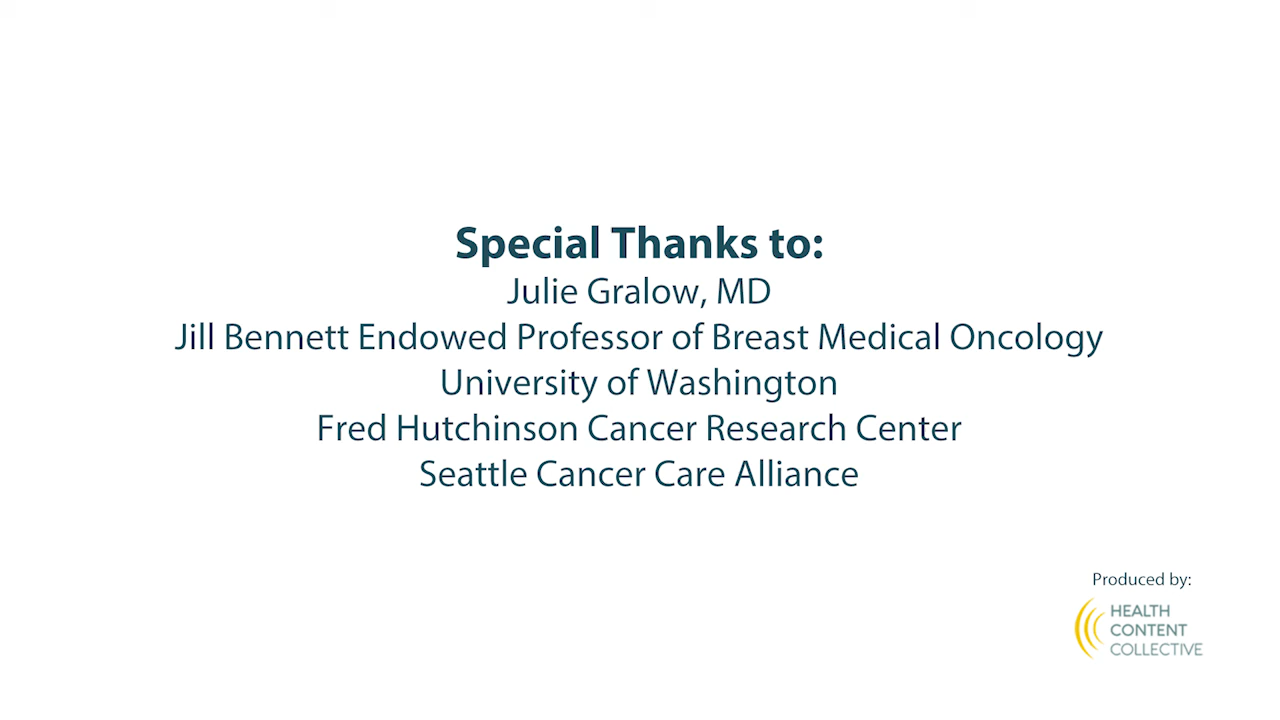 Special Thanks to:
Julie Gralow, MD
Jill Bennett Endowed Professor of Breast Medical Oncology
University of Washington
Fred Hutchinson Cancer Research Center
Seattle Cancer Care Alliance
Produced by:
HEALTH
CONTENT
COLLECTIVE